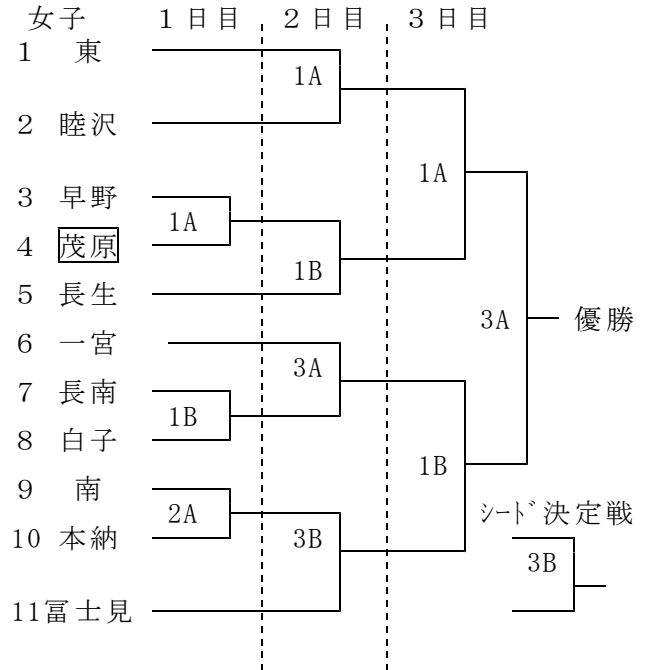 女子 1日目 2日目 3日目
1 東
1A
2 睦沢
3 早野
1A
1A
4 茂原
1B
5 長生
3A 優勝
6 一宮
3A
7 長南
1B
8 白子
1B
9 南
2A
シード決定戦
10 本納
3B
3B
11冨士見